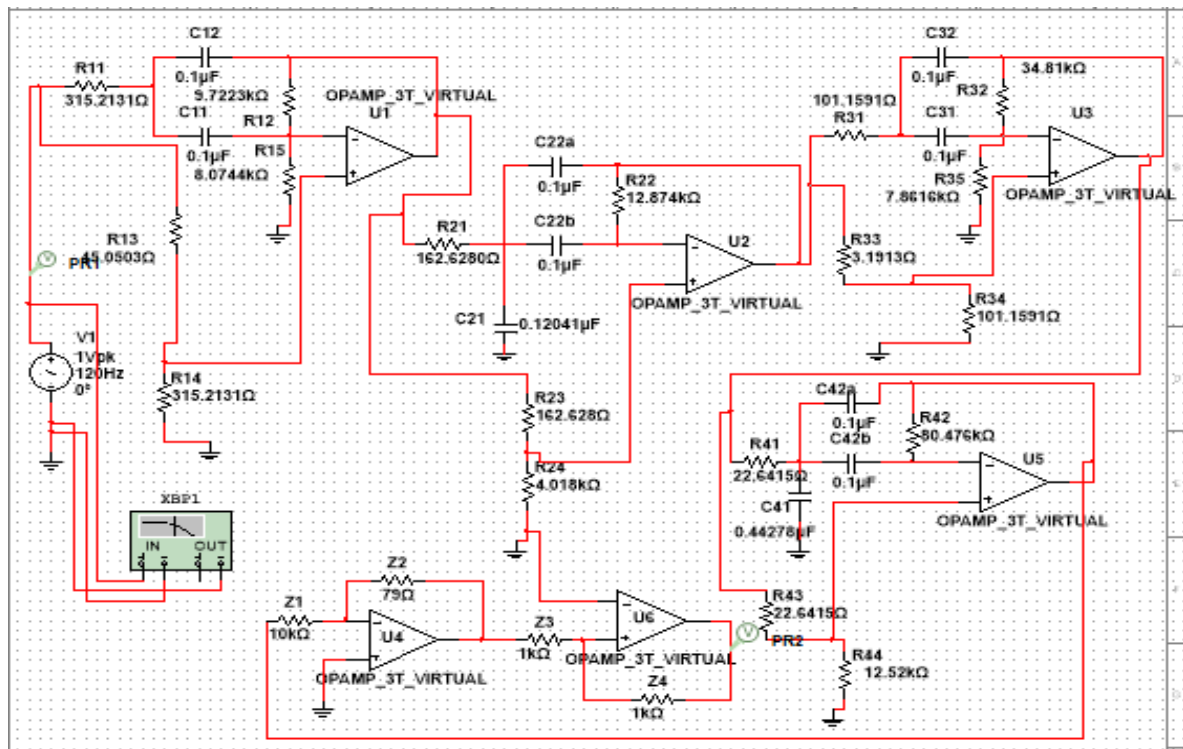 C12
0.1µF
R11
315.2131Ω
9.7223kΩ
C11
R12
0.1µF
R15
8.0744kΩ
OPAMP_3T_VIRTUAL
U1
R13
45.0503Ω
PR1
V
V1
1Vpk
120Hz
0°
R14
315.2131Ω
XBP1
IN
OUT
C22a
0.1µF
R22
12.874kΩ
R21
162.6280Ω
C22b
0.1µF
U2
OPAMP_3T_VIRTUAL
C21
0.12041µF
R23
162.628Ω
R24
4.018kΩ
C32
0.1µF
34.81kΩ
R32
101.1591Ω
R31
C31
0.1µF
U3
R35
7.8616kΩ
OPAMP_3T_VIRTUAL
R33
3.1913Ω
R34
101.1591Ω
C42a
0.1µF
R42
80.476kΩ
C42b
0.1µF
R41
22.6415Ω
U5
C41
0.44278µF
OPAMP_3T_VIRTUAL
R43
22.6415Ω
V
PR2
R44
12.52kΩ
Z1
10kΩ
Z2
79Ω
U4
OPAMP_3T_VIRTUAL
Z3
1kΩ
U6
OPAMP_3T_VIRTUAL
Z4
1kΩ